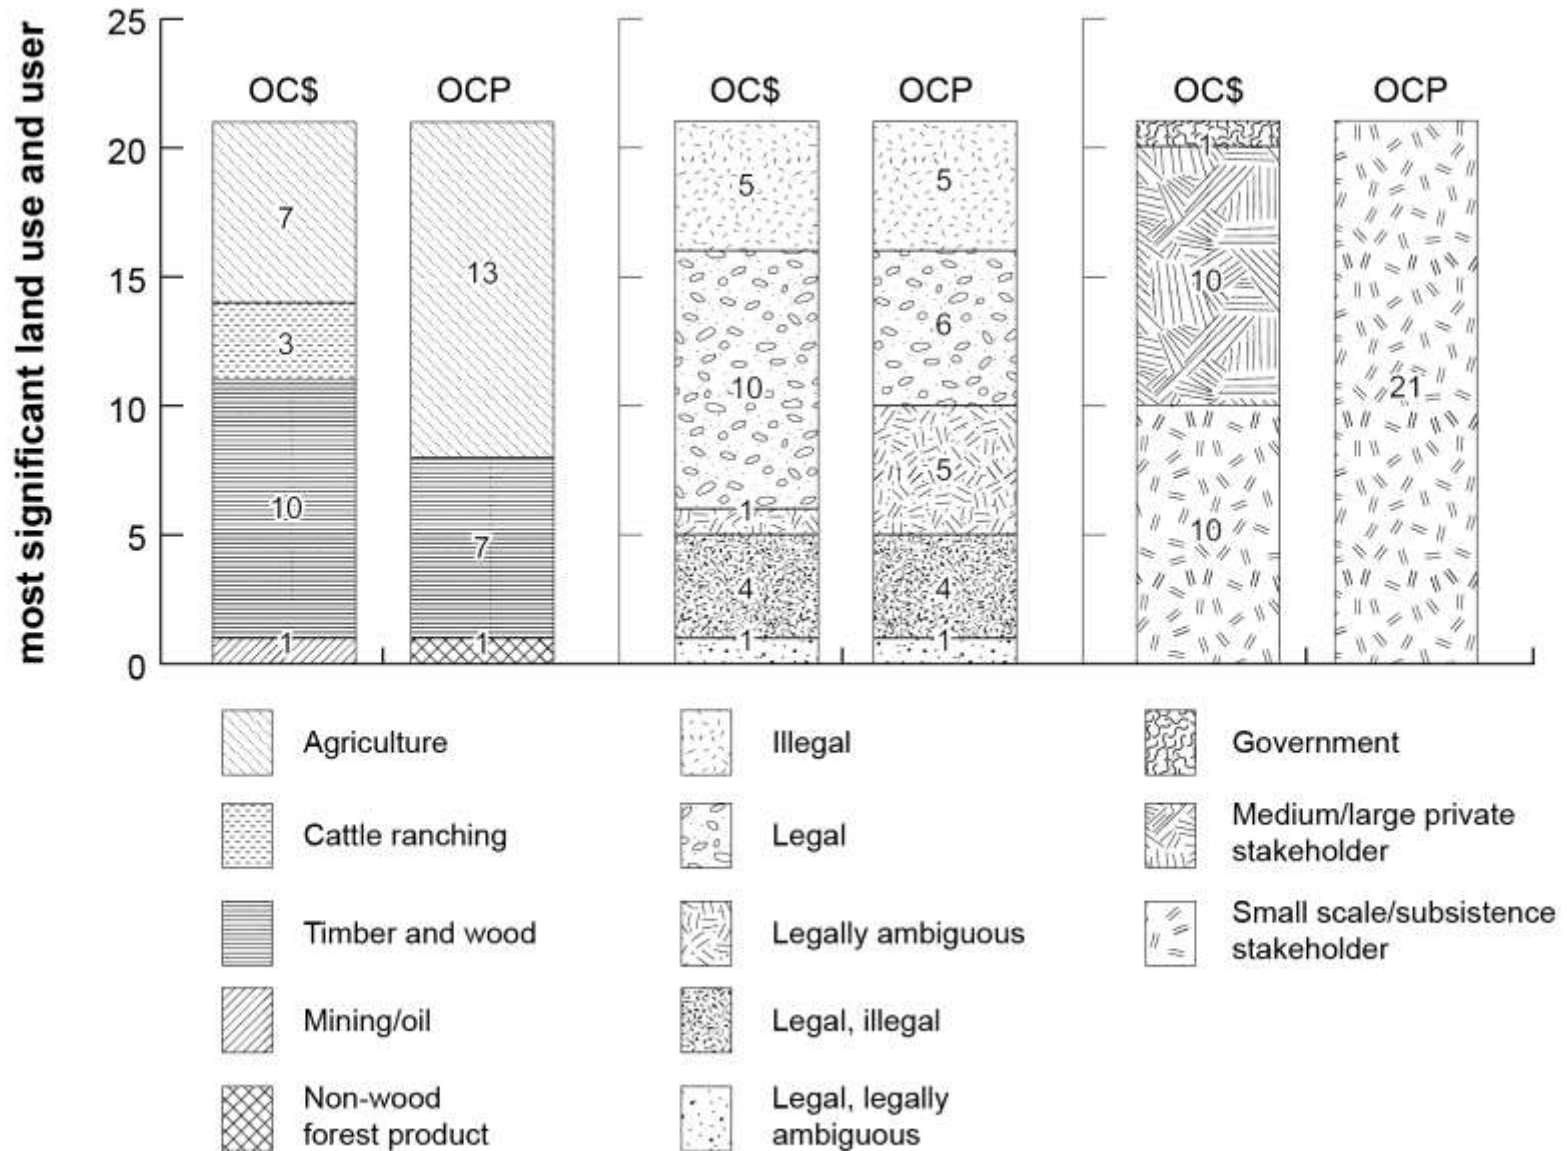 most significant land use and user
25
20
15
10
5
0
OC$
OCP
7
3
10
1
13
7
1
OC$
OCP
5
10
1
4
1
5
6
5
4
1
OC$
OCP
1
10
10
21
Agriculture
Cattle ranching
Timber and wood
Mining/oil
Non-wood
forest product
Illegal
Legal
Legally ambiguous
Legal, illegal
Legal, legally
ambiguous
Government
Medium/large private
stakeholder
Small scale/subsistence
stakeholder